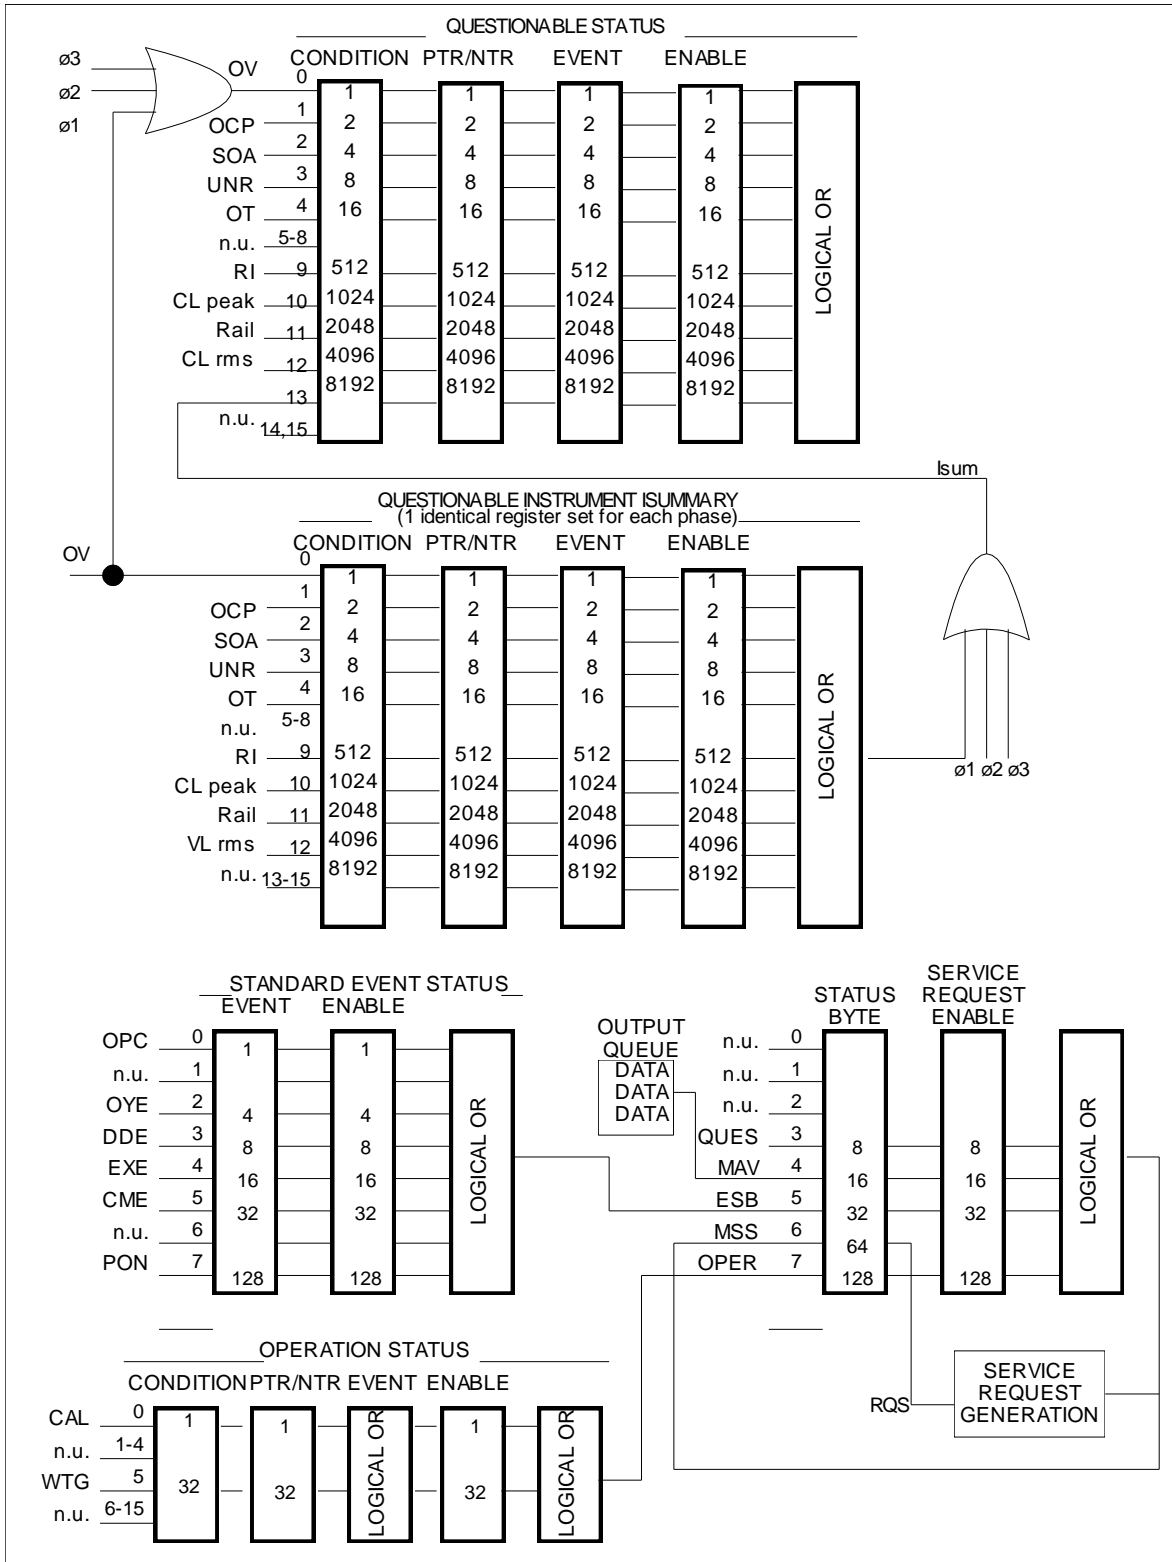 QUESTIONABLE STATUS
CONDITION PTR/NTR EVENT ENABLE
ø3
ø2
ø1
OV 0 1 1 1 1
OCP 1 2 2 2 2
SOA 2 4 4 4 4
UNR 3 8 8 8 8
OT 4 16 16 16 16
n.u. 5-8
RI 9 512 512 512 512
CL peak 10 1024 1024 1024 1024
Rail 11 2048 2048 2048 2048
CL rms 12 4096 4096 4096 4096
13 8192 8192 8192 8192
n.u. 14,15
LOGICAL OR
Isum
QUESTIONABLE INSTRUMENT ISUMMARY
(1 identical register set for each phase)
CONDITION PTR/NTR EVENT ENABLE
OV 0 1 1 1 1
OCP 1 2 2 2 2
SOA 2 4 4 4 4
UNR 3 8 8 8 8
OT 4 16 16 16 16
n.u. 5-8
RI 9 512 512 512 512
CL peak 10 1024 1024 1024 1024
Rail 11 2048 2048 2048 2048
VL rms 12 4096 4096 4096 4096
n.u. 13-15 8192 8192 8192 8192
LOGICAL OR
ø1 ø2 ø3
STANDARD EVENT STATUS
EVENT ENABLE
OPC 0 1 1
n.u. 1
OYE 2 4 4
DDE 3 8 8
EXE 4 16 16
CME 5 32 32
n.u. 6
PON 7 128 128
LOGICAL OR
OUTPUT
QUEUE
DATA
DATA
DATA
STATUS
BYTE
SERVICE
REQUEST
ENABLE
n.u. 0
n.u. 1
n.u. 2
QUES 3 8 8
MAV 4 16 16
ESB 5 32 32
MSS 6 64
OPER 7 128 128
LOGICAL OR
OPERATION STATUS
CONDITION PTR/NTR EVENT ENABLE
CAL 0 1 1 1
n.u. 1-4
WTG 5 32 32 32
n.u. 6-15
LOGICAL OR
LOGICAL OR
RQS
SERVICE
REQUEST
GENERATION